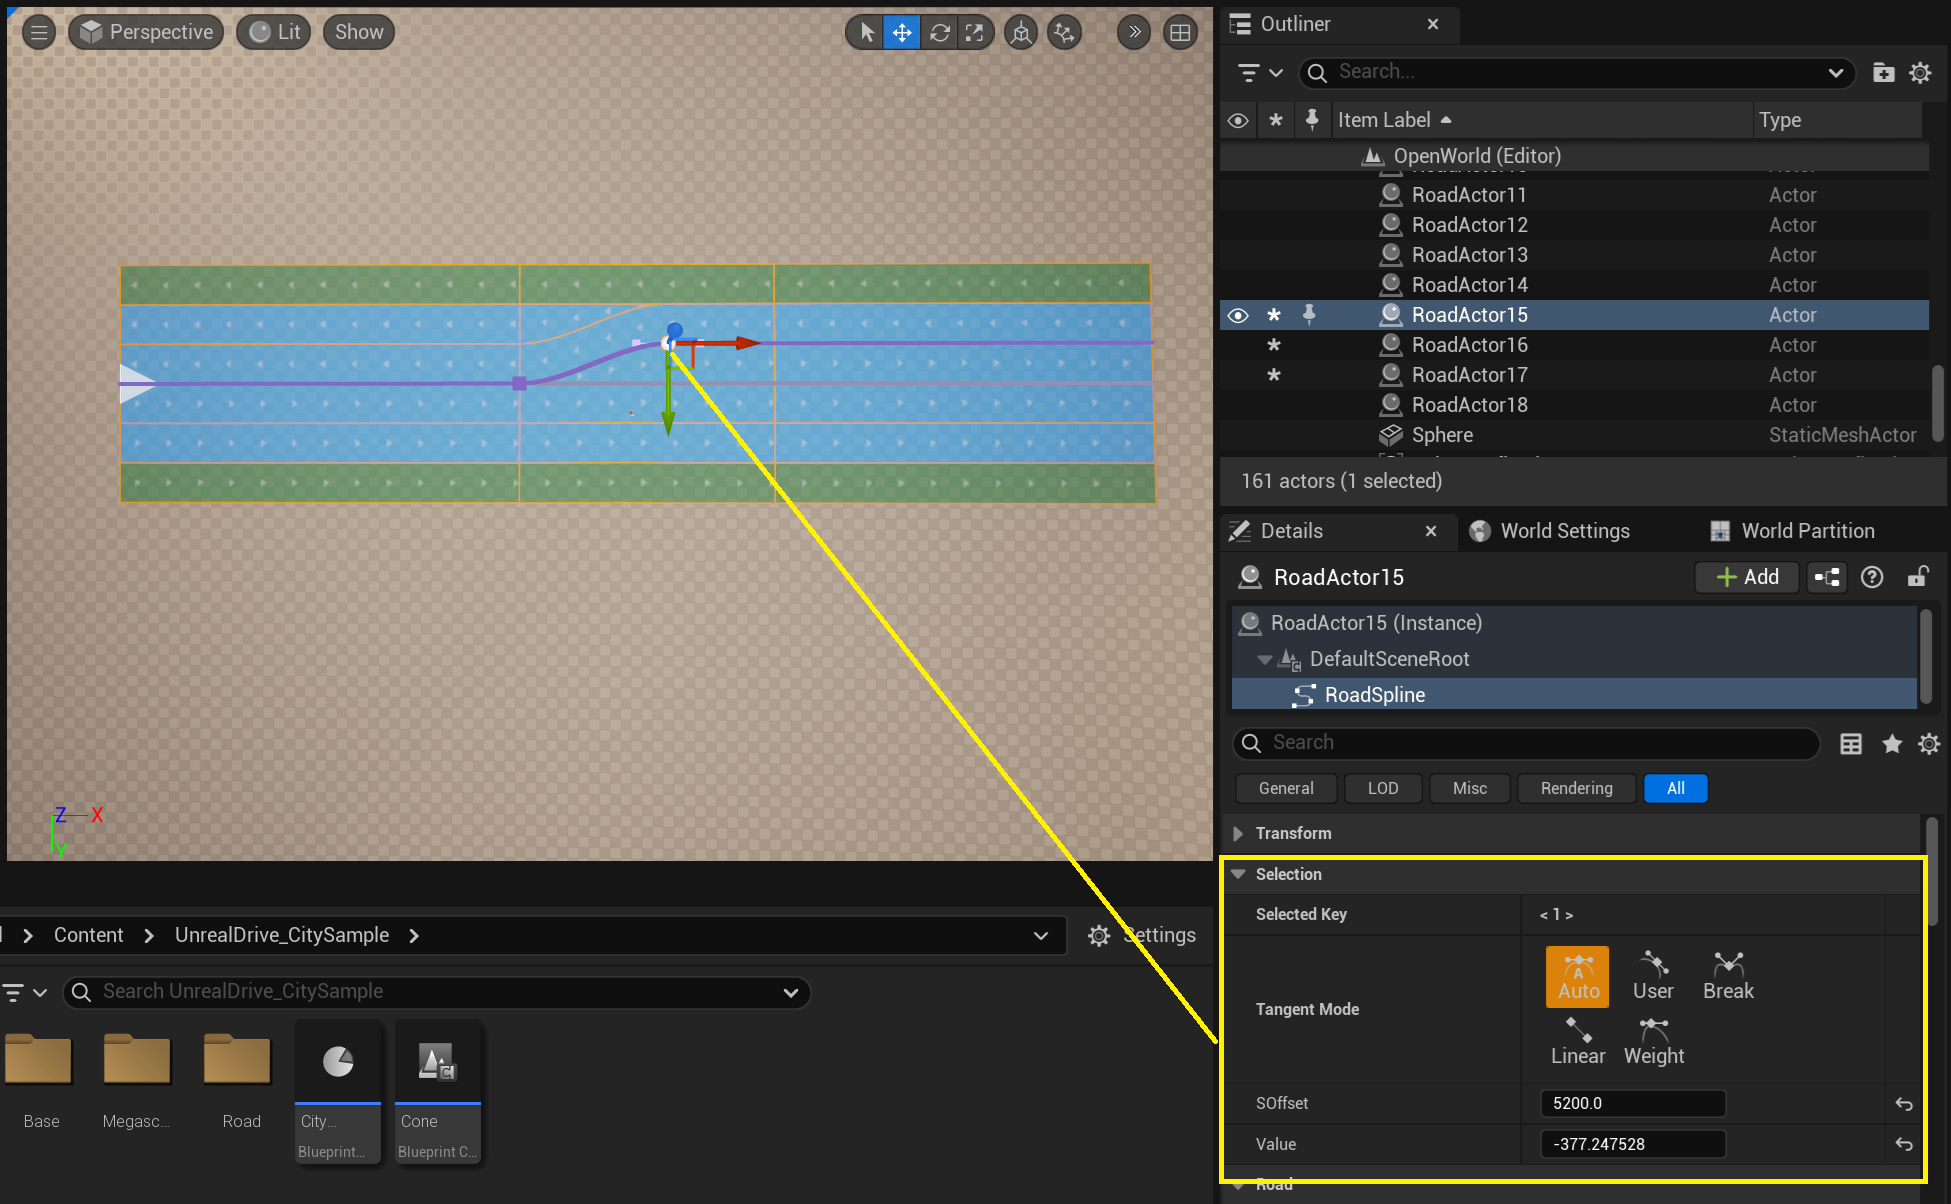 Perspective
Lit
Show
Z
X
Y
Content
UnrealDrive_CitySample
Settings
Search UnrealDrive_CitySample
Base
Megasc...
Road
City...
Blueprint...
Cone
Blueprint C...
Outliner
Search...
Item Label
Type
OpenWorld (Editor)
RoadActor11 Actor
RoadActor12 Actor
RoadActor13 Actor
RoadActor14 Actor
RoadActor15 Actor
RoadActor16 Actor
RoadActor17 Actor
RoadActor18 Actor
Sphere StaticMeshActor
161 actors (1 selected)
Details
World Settings
World Partition
RoadActor15
Add
RoadActor15 (Instance)
DefaultSceneRoot
RoadSpline
Search
General
LOD
Misc
Rendering
All
Transform
Selection
Selected Key
< 1 >
Tangent Mode
Auto
User
Break
Linear
Weight
SOffset
5200.0
Value
-377.247528
Road